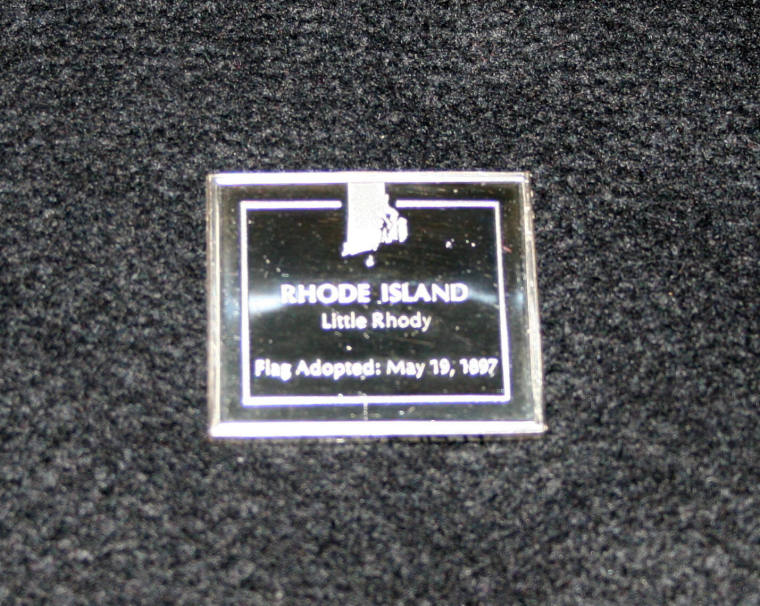 RHODE ISLAND
Little Rhody
Flag Adopted: May 19, 1897